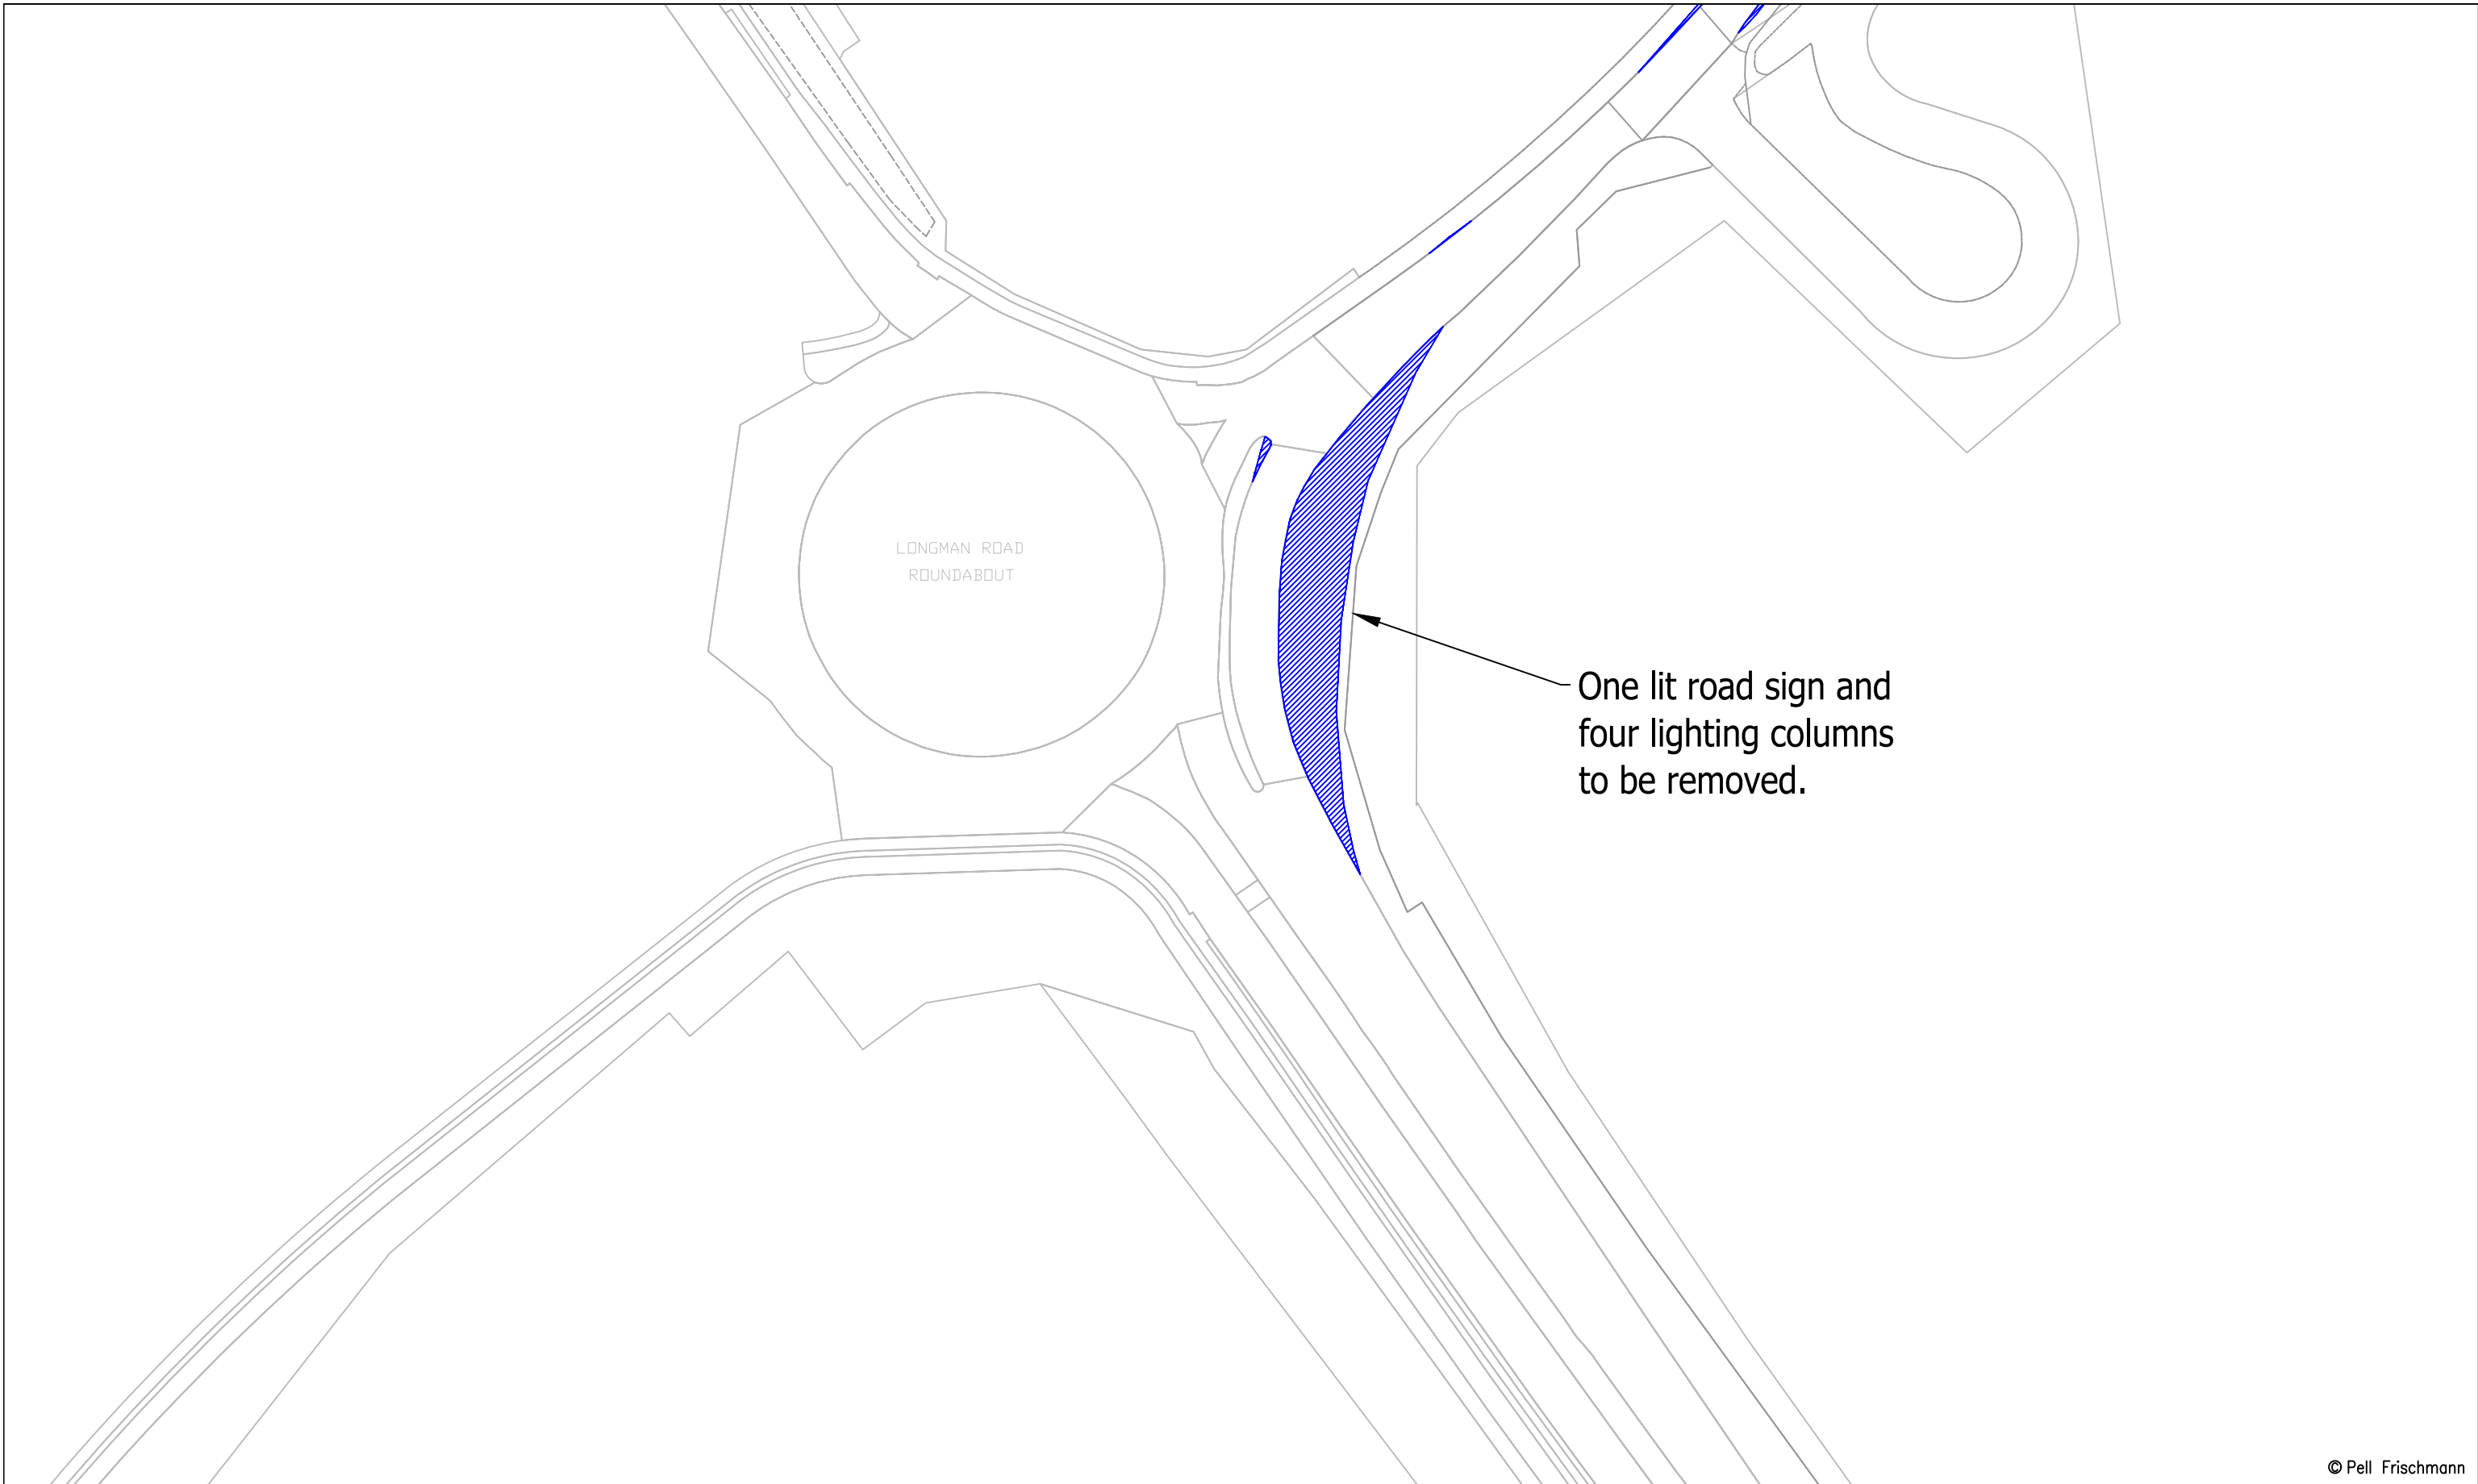 LONGMAN ROAD
ROUNDABOUT
One lit road sign and
four lighting columns
to be removed.
© Pell Frischmann